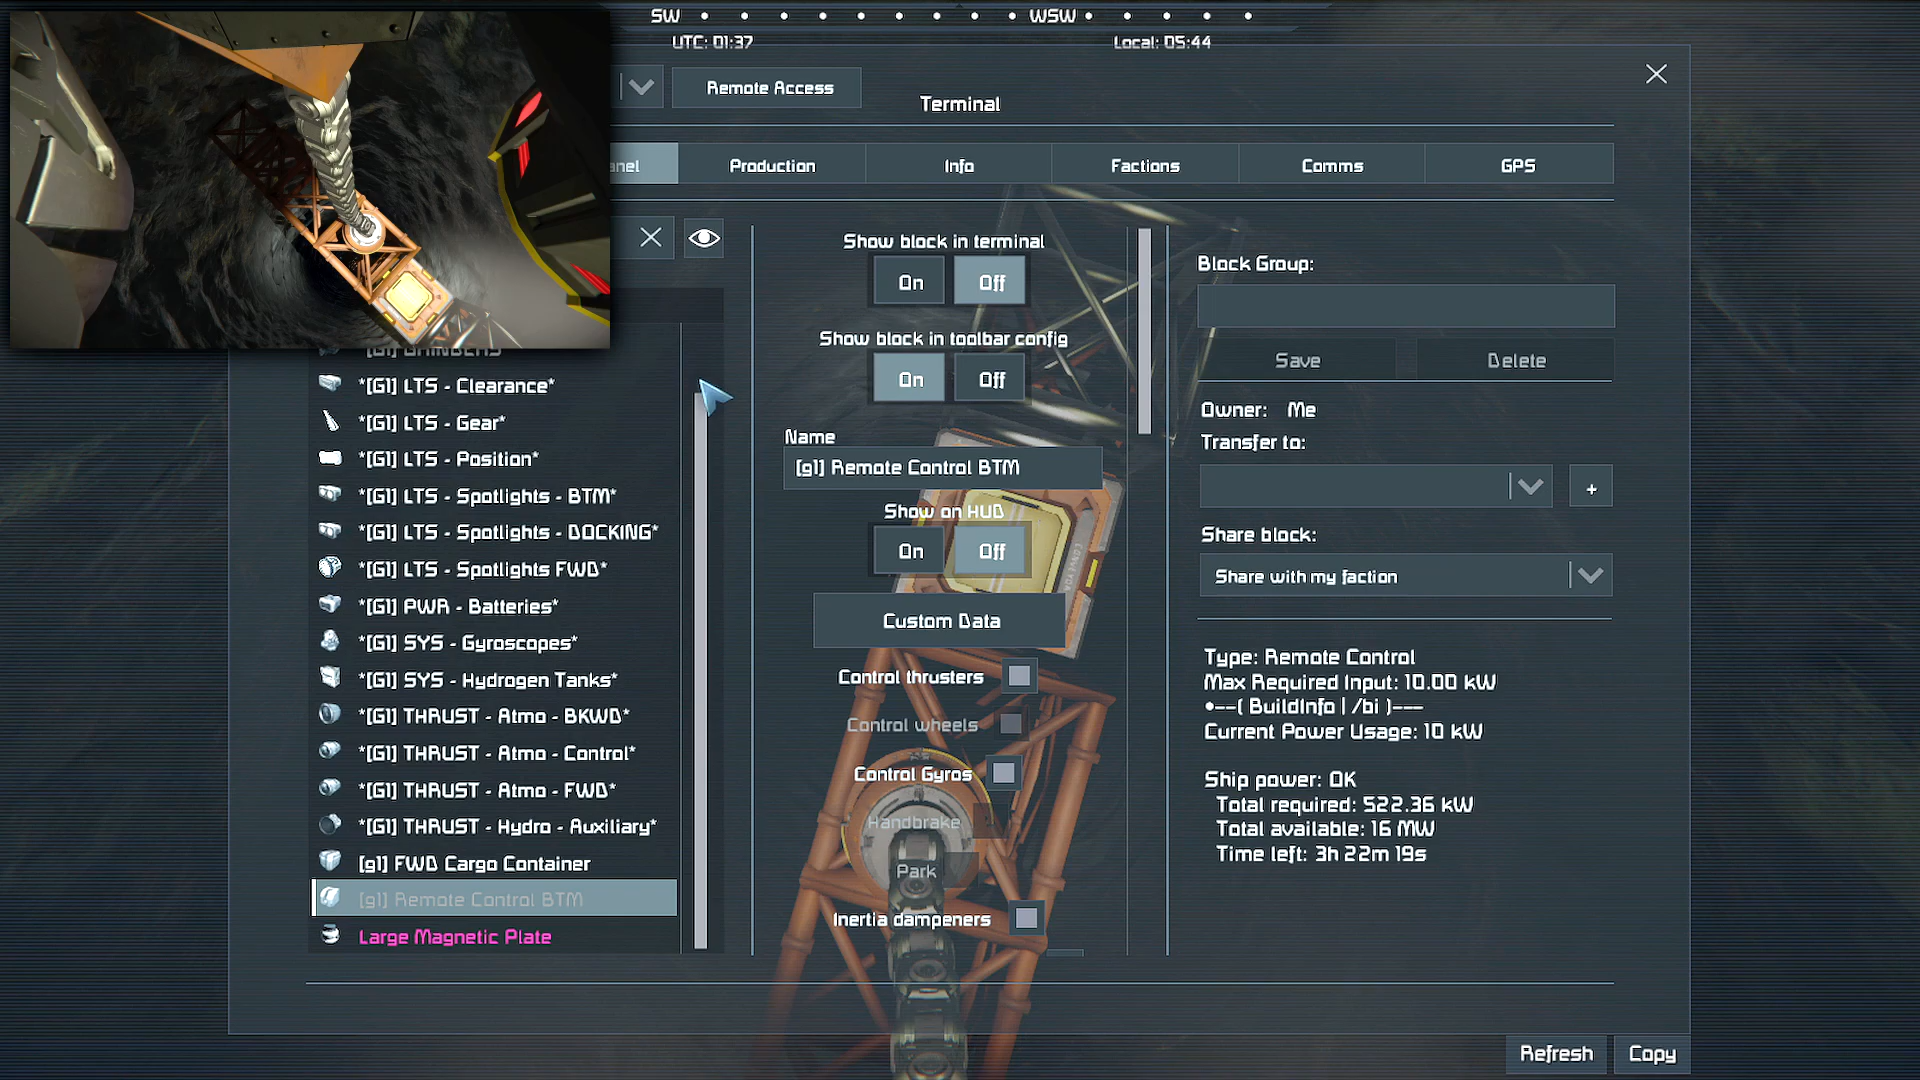 SW
WSW
UTC: 01:37
Local: 05:44
Remote Access
Terminal
anel
Production
Info
Factions
Comms
GPS
*[G1] LTS - Clearance*
*[G1] LTS - Gear*
*[G1] LTS - Position*
*[G1] LTS - Spotlights - BTM*
*[G1] LTS - Spotlights - DOCKING*
*[G1] LTS - Spotlights FWD*
*[G1] PWR - Batteries*
*[G1] SYS - Gyroscopes*
*[G1] SYS - Hydrogen Tanks*
*[G1] THRUST - Atmo - BKWD*
*[G1] THRUST - Atmo - Control*
*[G1] THRUST - Atmo - FWD*
*[G1] THRUST - Hydro - Auxiliary*
[g1] FWD Cargo Container
[g1] Remote Control BTM
Large Magnetic Plate
Show block in terminal
On
Off
Show block in toolbar config
On
Off
Name
[g1] Remote Control BTM
Show on HUD
On
Off
Custom Data
Control thrusters
Control wheels
Control Gyros
Handbrake
Park
Inertia dampeners
Block Group:
Save
Delete
Owner: Me
Transfer to:
+
Share block:
Share with my faction
Type: Remote Control
Max Required Input: 10.00 kW
•--( BuildInfo | /bi )---
Current Power Usage: 10 kW
Ship power: OK
Total required: 522.36 kW
Total available: 16 MW
Time left: 3h 22m 19s
Refresh
Copy